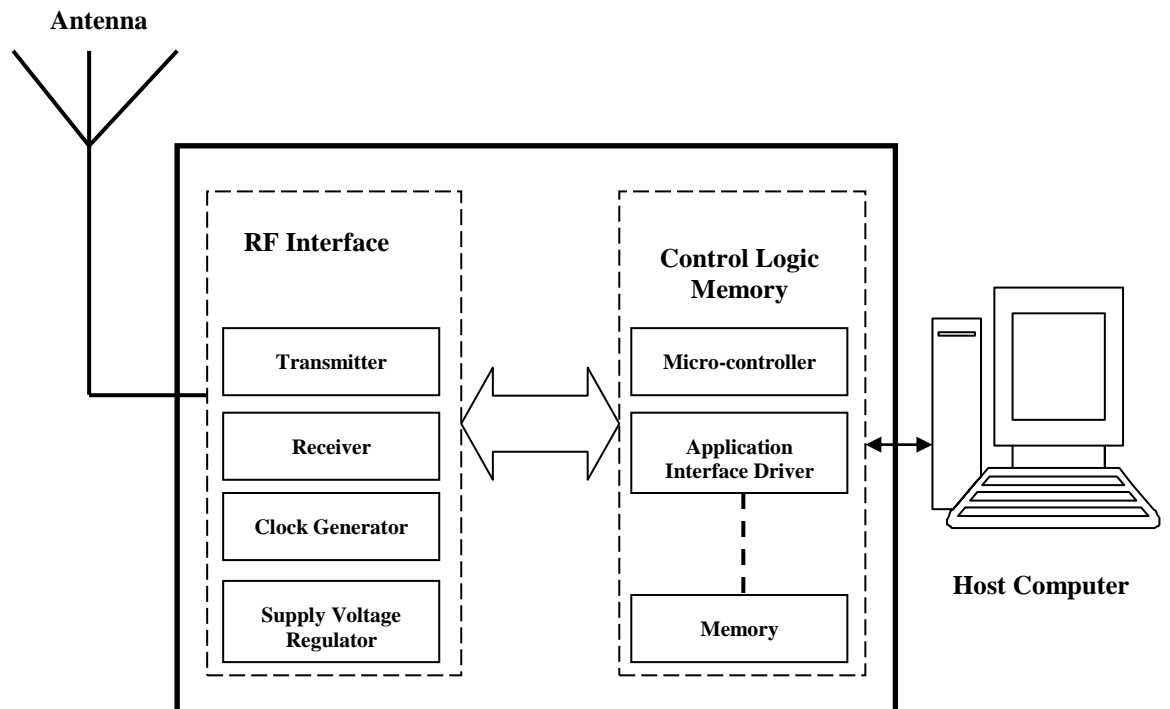 Antenna
RF Interface
Transmitter
Receiver
Clock Generator
Supply Voltage
Regulator
Control Logic
Memory
Micro-controller
Application
Interface Driver
Memory
Host Computer